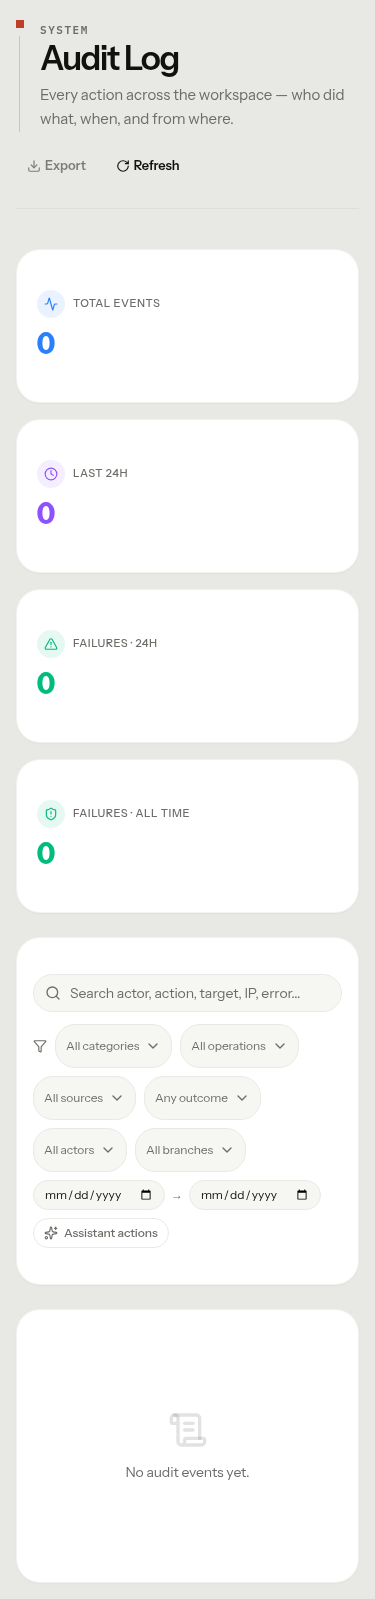 SYSTEM
Audit Log
Every action across the workspace — who did
what, when, and from where.
Export Refresh
TOTAL EVENTS
0
LAST 24H
0
FAILURES · 24H
0
FAILURES · ALL TIME
0
Search actor, action, target, IP, error...
All categories All operations
All sources Any outcome
All actors All branches
mm/dd/yyyy → mm/dd/yyyy
Assistant actions
No audit events yet.